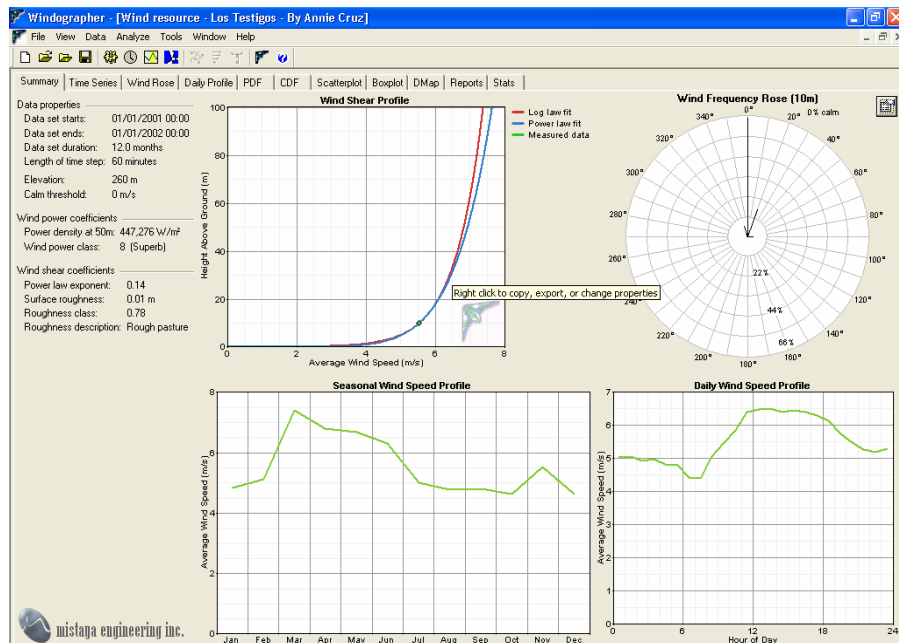 Windographer - [Wind resource - Los Testigos - By Annie Cruz]
File View Data Analyze Tools Window Help
Summary Time Series Wind Rose Daily Profile PDF CDF Scatterplot Boxplot DMap Reports Stats
Data properties
Data set starts: 01/01/2001 00:00
Data set ends: 01/01/2002 00:00
Data set duration: 12.0 months
Length of time step: 60 minutes
Elevation: 260 m
Calm threshold: 0 m/s
Wind power coefficients
Power density at 50m: 447,276 W/m²
Wind power class: 8 (Superb)
Wind shear coefficients
Power law exponent: 0.14
Surface roughness: 0.01 m
Roughness class: 0.78
Roughness description: Rough pasture
Wind Shear Profile
Height Above Ground (m)
100
80
60
40
20
0
0 2 4 6 8
Average Wind Speed (m/s)
Log law fit
Power law fit
Measured data
Right click to copy, export, or change properties
Wind Frequency Rose (10m)
0% calm
0°
20°
40°
60°
80°
100°
120°
140°
160°
180°
200°
220°
240°
260°
280°
300°
320°
340°
22%
44%
66%
Seasonal Wind Speed Profile
Average Wind Speed (m/s)
8
6
4
2
0
Jan Feb Mar Apr May Jun Jul Aug Sep Oct Nov Dec
Daily Wind Speed Profile
Average Wind Speed (m/s)
7
6
5
4
3
2
1
0
0 6 12 18 24
Hour of Day
mistaya engineering inc.